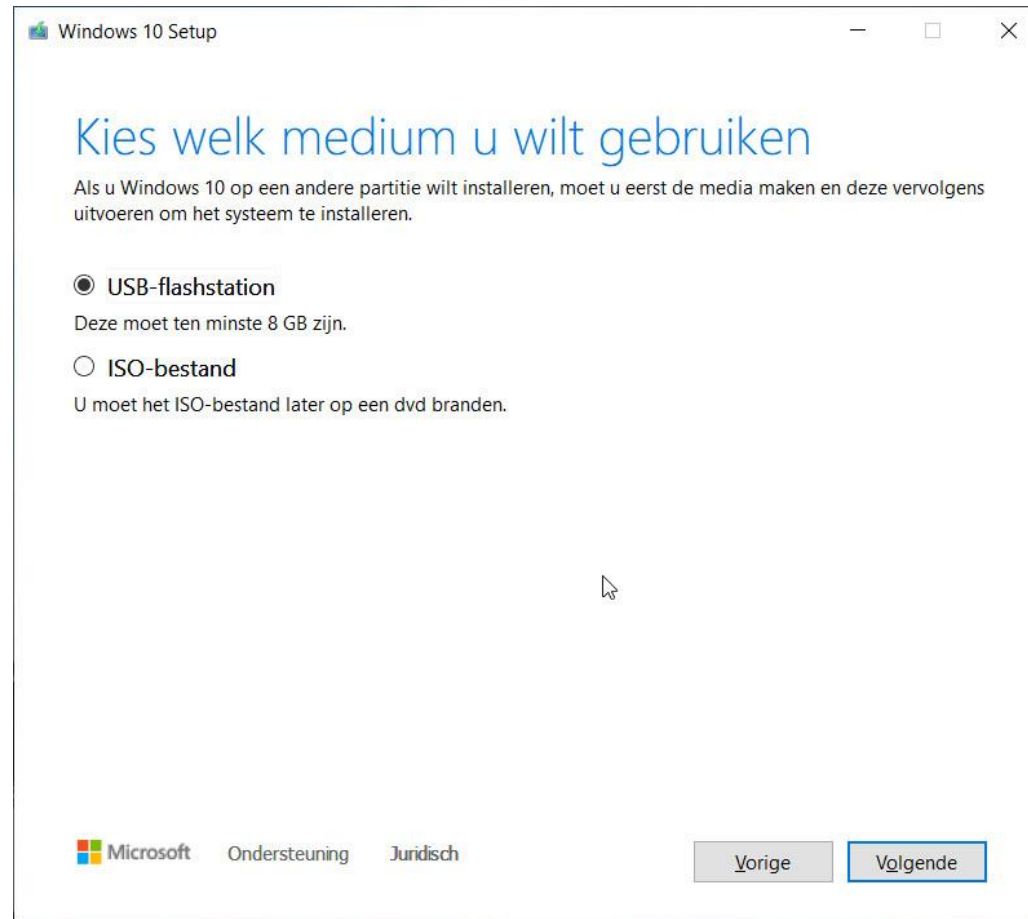 Windows 10 Setup
Kies welk medium u wilt gebruiken
Als u Windows 10 op een andere partitie wilt installeren, moet u eerst de media maken en deze vervolgens
uitvoeren om het systeem te installeren.
USB-flashstation
Deze moet ten minste 8 GB zijn.
ISO-bestand
U moet het ISO-bestand later op een dvd branden.
Microsoft Ondersteuning Juridisch Vorige Volgende